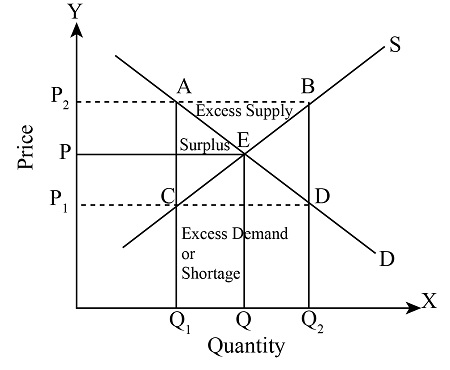 Y
S
A
B
P2
Excess Supply
Surplus
E
P
Price
C
D
P1
Excess Demand
or
Shortage
D
X
Q1
Q
Q2
Quantity